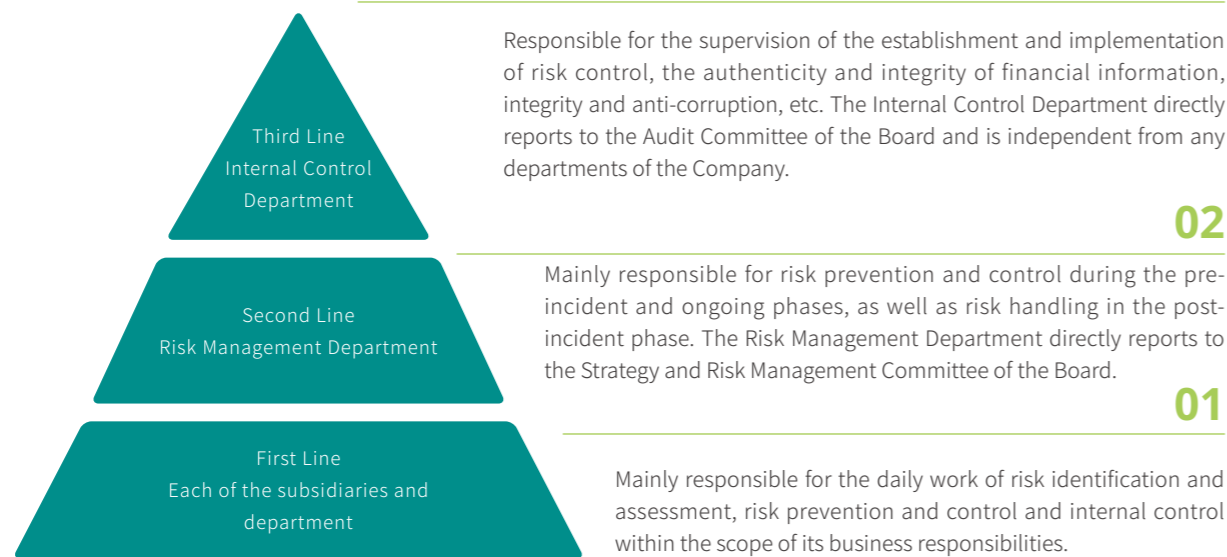 Third Line
Internal Control
Department
Responsible for the supervision of the establishment and implementation
of risk control, the authenticity and integrity of financial information,
integrity and anti-corruption, etc. The Internal Control Department directly
reports to the Audit Committee of the Board and is independent from any
departments of the Company.
02
Second Line
Risk Management Department
Mainly responsible for risk prevention and control during the pre-
incident and ongoing phases, as well as risk handling in the post-
incident phase. The Risk Management Department directly reports to
the Strategy and Risk Management Committee of the Board.
01
First Line
Each of the subsidiaries and
department
Mainly responsible for the daily work of risk identification and
assessment, risk prevention and control and internal control
within the scope of its business responsibilities.